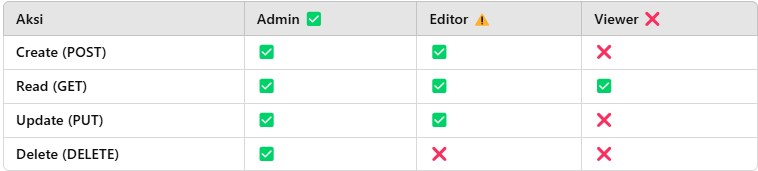 Aksi Admin ✅ Editor ⚠️ Viewer ❌
Create (POST) ✅ ✅ ❌
Read (GET) ✅ ✅ ✅
Update (PUT) ✅ ✅ ❌
Delete (DELETE) ✅ ❌ ❌